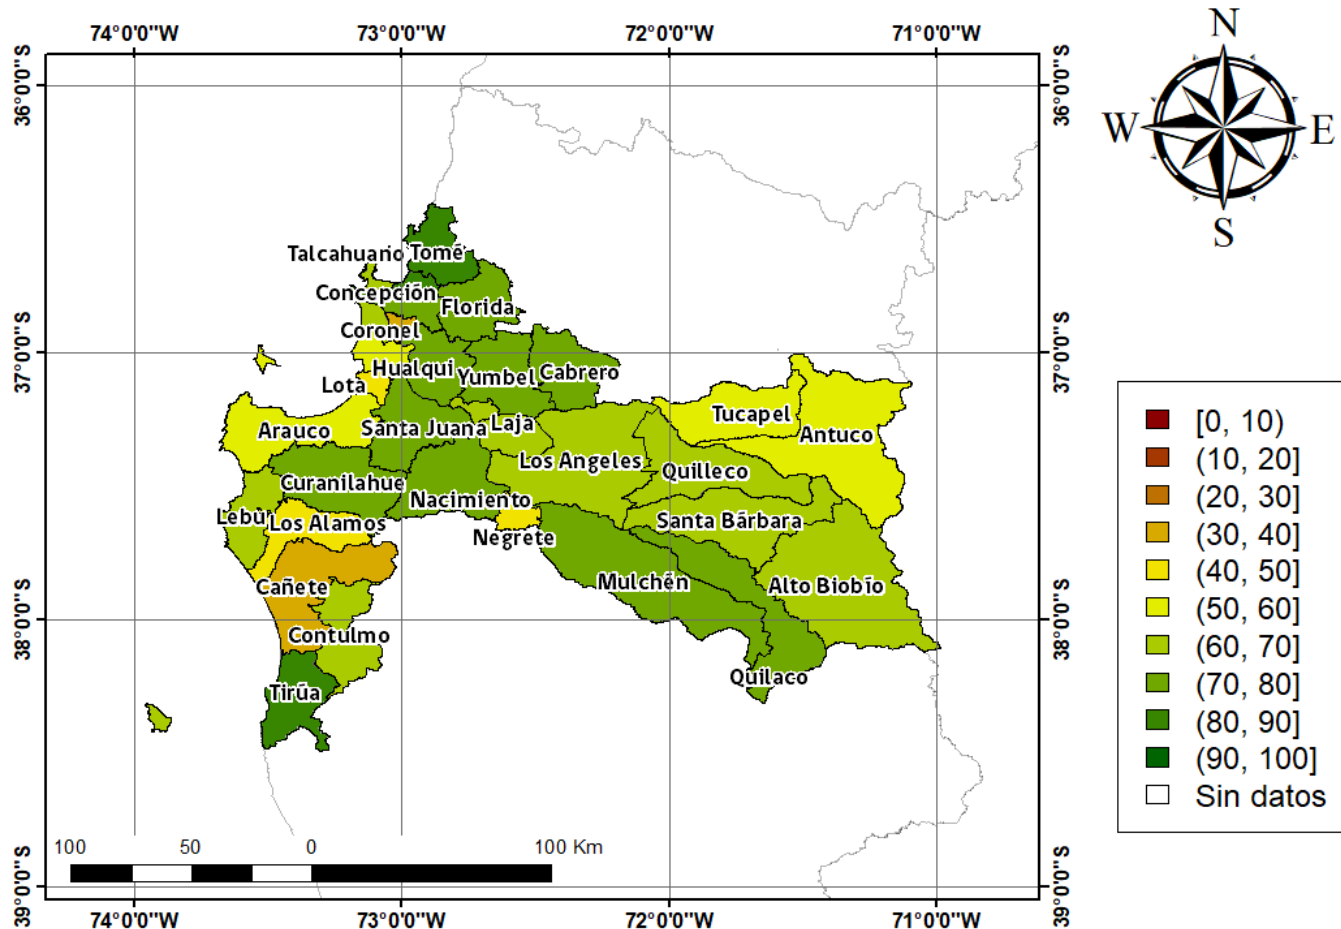 74°0'0"W 73°0'0"W 72°0'0"W 71°0'0"W
N
W E
S
36°0'0"S 36°0'0"S
Talcahuano Tomé
Concepción
Florida
Coronel
37°0'0"S 37°0'0"S
Hualqui Yumbel Cabrero
Lota
Tucapel
Arauco Santa Juana Laja
Antuco
Los Angeles Quilleco
Curanilahue
Nacimiento
Lebu Los Alamos Santa Bárbara
Negrete
Cañete Mulchén Alto Biobío
38°0'0"S 38°0'0"S
Contulmo
Quilaco
Tirúa
[0, 10)
(10, 20]
(20, 30]
(30, 40]
(40, 50]
(50, 60]
(60, 70]
(70, 80]
(80, 90]
(90, 100]
Sin datos
100 50 0 100 Km
39°0'0"S 39°0'0"S
74°0'0"W 73°0'0"W 72°0'0"W 71°0'0"W